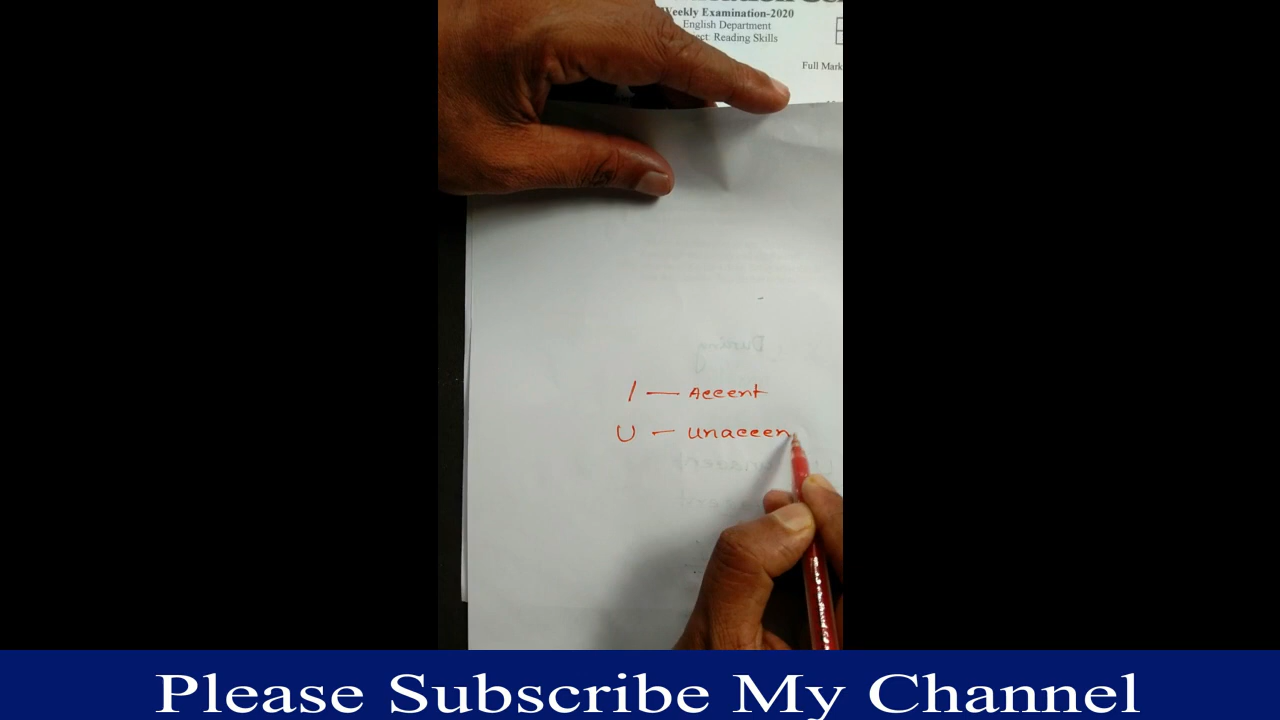 Weekly Examination-2020
English Department
Reading Skills
Full Mark
/ — Accent
U — unaccen
Please Subscribe My Channel